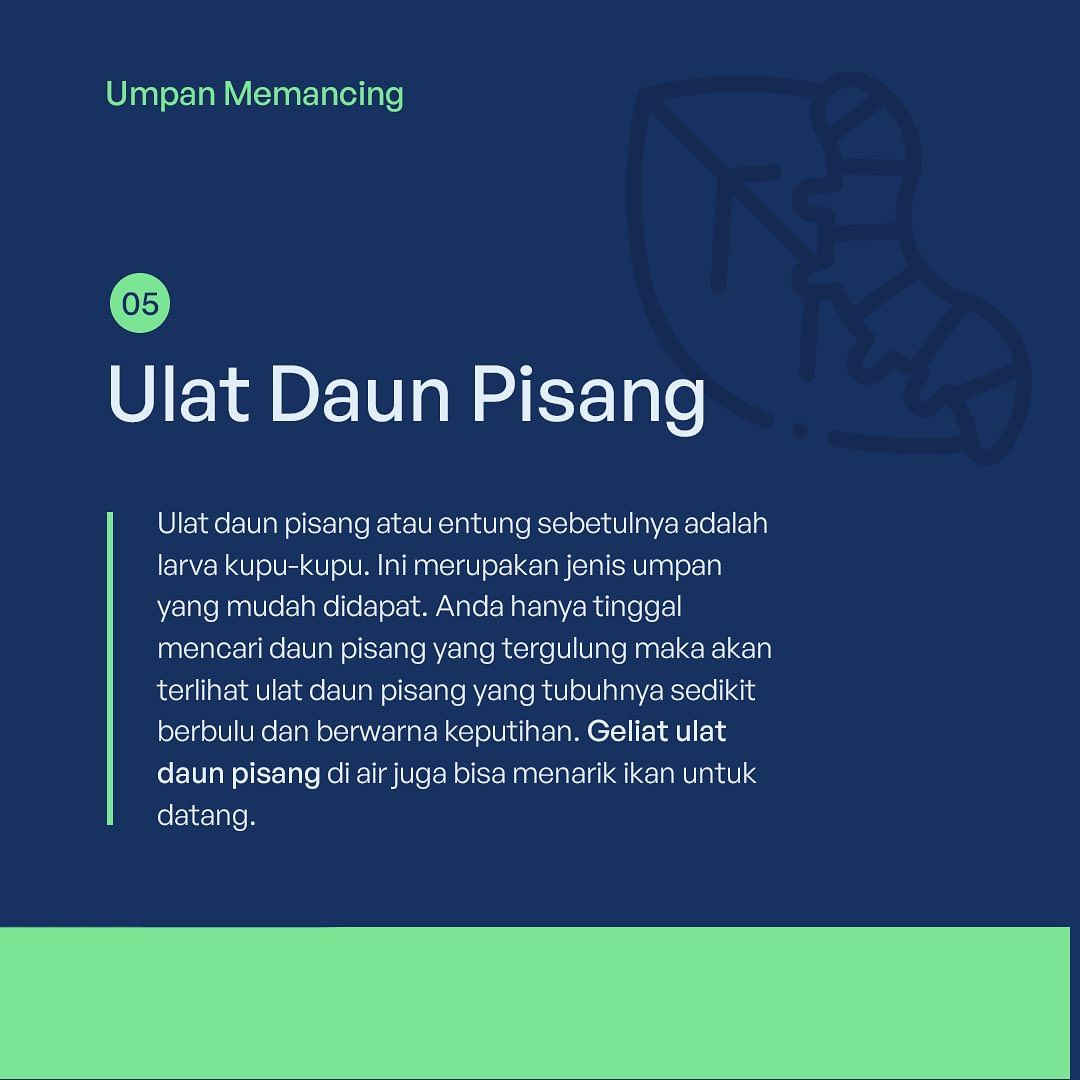 Umpan Memancing
05
Ulat Daun Pisang
Ulat daun pisang atau entung sebetulnya adalah
larva kupu-kupu. Ini merupakan jenis umpan
yang mudah didapat. Anda hanya tinggal
mencari daun pisang yang tergulung maka akan
terlihat ulat daun pisang yang tubuhnya sedikit
berbulu dan berwarna keputihan. Geliat ulat
daun pisang di air juga bisa menarik ikan untuk
datang.